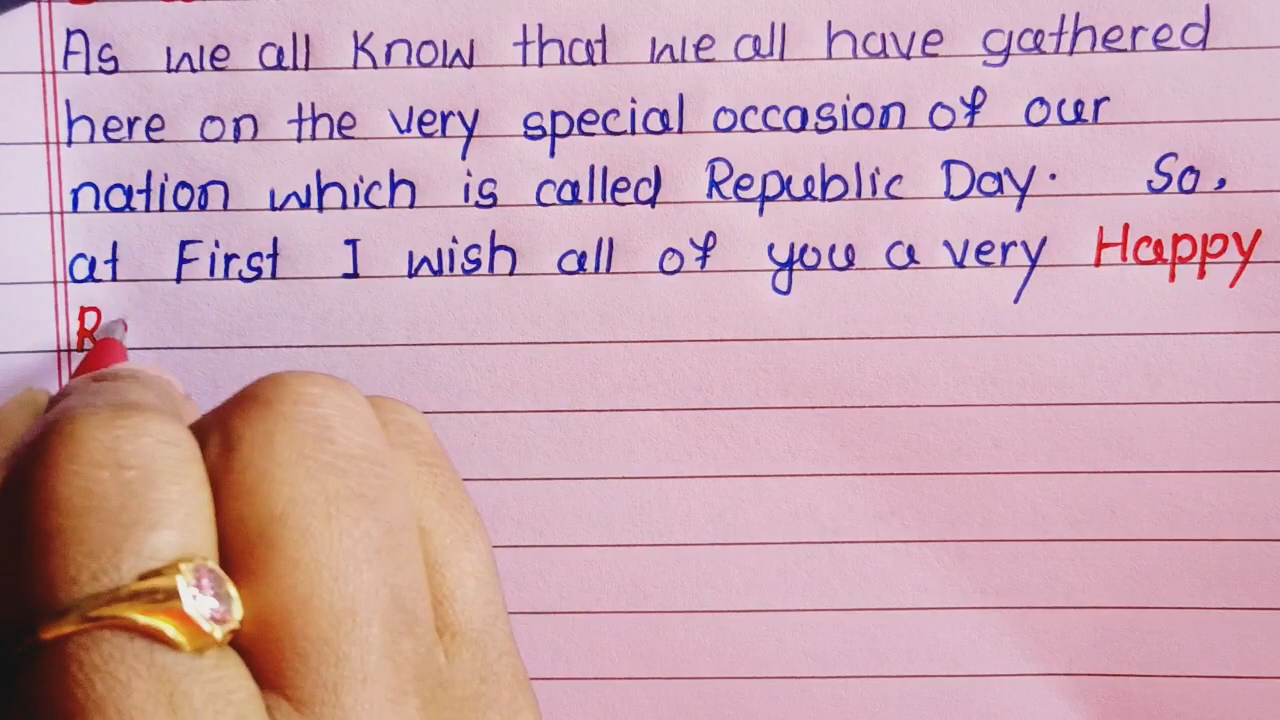 As we all Know that we all have gathered
here on the very special occasion of our
nation which is called Republic Day. So,
at First I wish all of you a very Happy
R